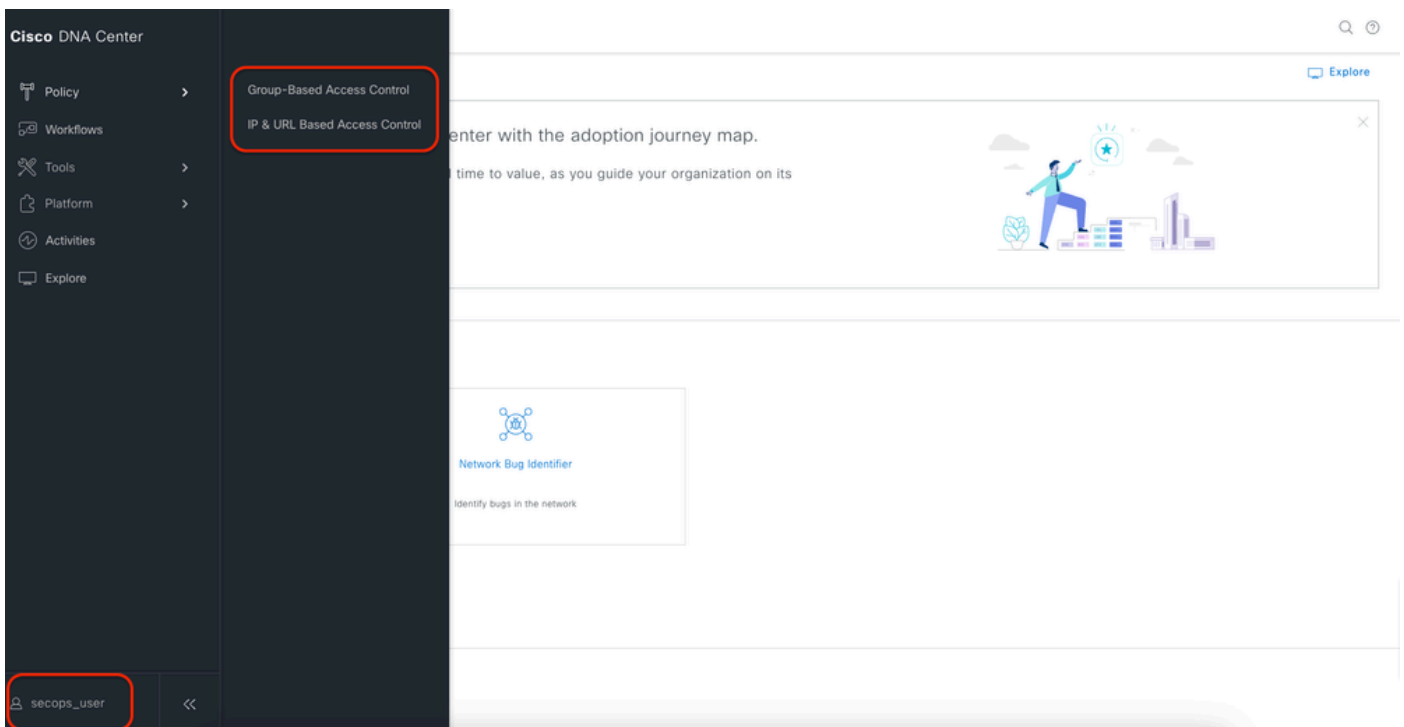 Cisco DNA Center
Policy
Workflows
Tools
Platform
Activities
Explore
secops_user
Group-Based Access Control
IP & URL Based Access Control
Explore
enter with the adoption journey map.
time to value, as you guide your organization on its
Network Bug Identifier
Identify bugs in the network